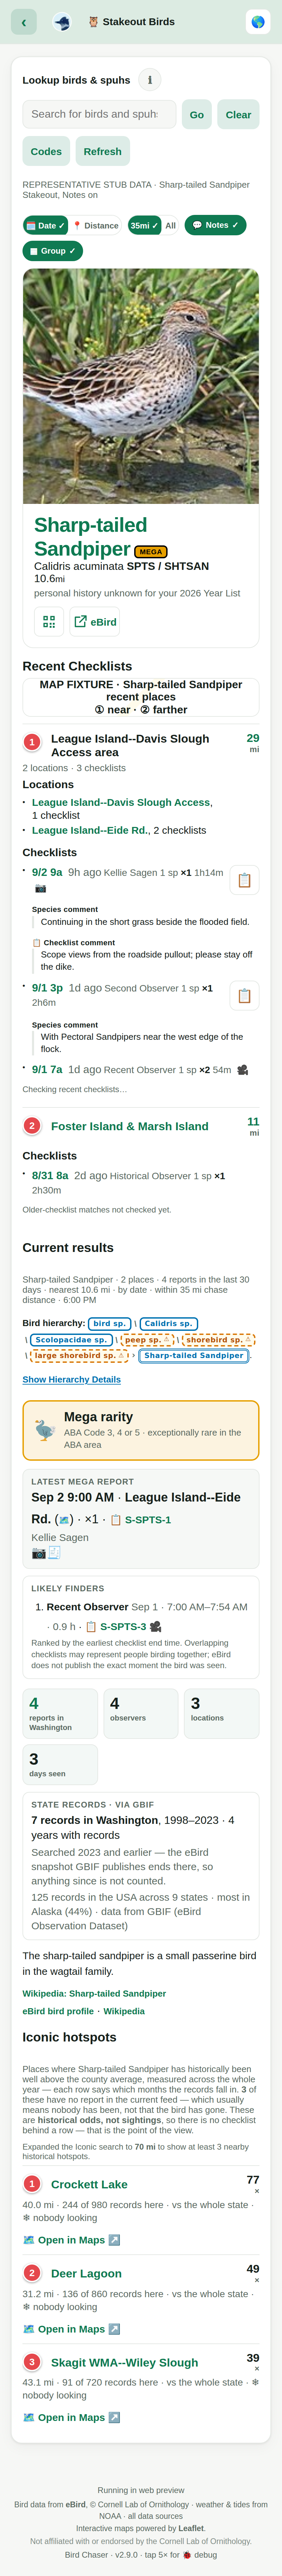 ‹ 🦉 Stakeout Birds 🌎
Lookup birds & spuhs ℹ
Search for birds and spuhs Go Clear
Codes Refresh
REPRESENTATIVE STUB DATA · Sharp-tailed Sandpiper
Stakeout, Notes on
🗓️ Date ✓ 📍 Distance 35mi ✓ All 💬 Notes ✓
▦ Group ✓
Sharp-tailed
Sandpiper MEGA
Calidris acuminata SPTS / SHTSAN
10.6mi
personal history unknown for your 2026 Year List
eBird
Recent Checklists
MAP FIXTURE · Sharp-tailed Sandpiper
recent places
① near · ② farther
1 League Island--Davis Slough 29
Access area mi
2 locations · 3 checklists
Locations
• League Island--Davis Slough Access,
1 checklist
• League Island--Eide Rd., 2 checklists
Checklists
• 9/2 9a 9h ago Kellie Sagen 1 sp ×1 1h14m 📋
📷
Species comment
Continuing in the short grass beside the flooded field.
📋 Checklist comment
Scope views from the roadside pullout; please stay off
the dike.
• 9/1 3p 1d ago Second Observer 1 sp ×1 📋
2h6m
Species comment
With Pectoral Sandpipers near the west edge of the
flock.
• 9/1 7a 1d ago Recent Observer 1 sp ×2 54m 🎥
Checking recent checklists…
2 Foster Island & Marsh Island 11
mi
Checklists
• 8/31 8a 2d ago Historical Observer 1 sp ×1
2h30m
Older-checklist matches not checked yet.
Current results
Sharp-tailed Sandpiper · 2 places · 4 reports in the last 30
days · nearest 10.6 mi · by date · within 35 mi chase
distance · 6:00 PM
Bird hierarchy: bird sp. \ Calidris sp.
\ Scolopacidae sp. \ peep sp. ⚠ \ shorebird sp. ⚠
\ large shorebird sp. ⚠ › Sharp-tailed Sandpiper.
Show Hierarchy Details
🦤 Mega rarity
ABA Code 3, 4 or 5 · exceptionally rare in the
ABA area
LATEST MEGA REPORT
Sep 2 9:00 AM · League Island--Eide
Rd. (🗺️) · ×1 · 📋 S-SPTS-1
Kellie Sagen
📷🧾
LIKELY FINDERS
1. Recent Observer Sep 1 · 7:00 AM–7:54 AM
· 0.9 h · 📋 S-SPTS-3 🎥
Ranked by the earliest checklist end time. Overlapping
checklists may represent people birding together; eBird
does not publish the exact moment the bird was seen.
4 4 3
reports in observers locations
Washington
3
days seen
STATE RECORDS · VIA GBIF
7 records in Washington, 1998–2023 · 4
years with records
Searched 2023 and earlier — the eBird
snapshot GBIF publishes ends there, so
anything since is not counted.
125 records in the USA across 9 states · most in
Alaska (44%) · data from GBIF (eBird
Observation Dataset)
The sharp-tailed sandpiper is a small passerine bird
in the wagtail family.
Wikipedia: Sharp-tailed Sandpiper
eBird bird profile · Wikipedia
Iconic hotspots
Places where Sharp-tailed Sandpiper has historically been
well above the county average, measured across the whole
year — each row says which months the records fall in. 3 of
these have no report in the current feed — which usually
means nobody has been, not that the bird has gone. These
are historical odds, not sightings, so there is no checklist
behind a row — that is the point of the view.
Expanded the Iconic search to 70 mi to show at least 3 nearby
historical hotspots.
1 Crockett Lake 77
×
40.0 mi · 244 of 980 records here · vs the whole state ·
❄ nobody looking
🗺️ Open in Maps ↗️
2 Deer Lagoon 49
×
31.2 mi · 136 of 860 records here · vs the whole state ·
❄ nobody looking
🗺️ Open in Maps ↗️
3 Skagit WMA--Wiley Slough 39
×
43.1 mi · 91 of 720 records here · vs the whole state · ❄
nobody looking
🗺️ Open in Maps ↗️
Running in web preview
Bird data from eBird, © Cornell Lab of Ornithology · weather & tides from
NOAA · all data sources
Interactive maps powered by Leaflet.
Not affiliated with or endorsed by the Cornell Lab of Ornithology.
Bird Chaser · v2.9.0 · tap 5× for 🐞 debug